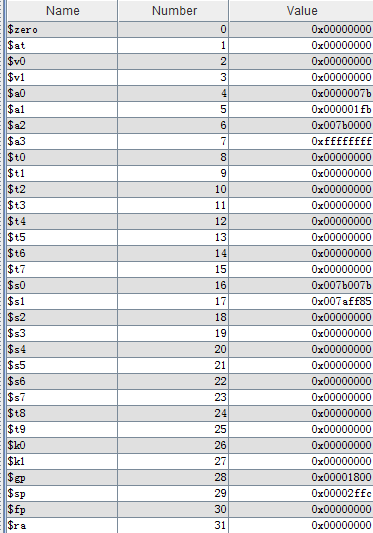 Name Number Value
$zero 0 0x00000000
$at 1 0x00000000
$v0 2 0x00000000
$v1 3 0x00000000
$a0 4 0x0000007b
$a1 5 0x000001fb
$a2 6 0x007b0000
$a3 7 0xffffffff
$t0 8 0x00000000
$t1 9 0x00000000
$t2 10 0x00000000
$t3 11 0x00000000
$t4 12 0x00000000
$t5 13 0x00000000
$t6 14 0x00000000
$t7 15 0x00000000
$s0 16 0x007b007b
$s1 17 0x007aff85
$s2 18 0x00000000
$s3 19 0x00000000
$s4 20 0x00000000
$s5 21 0x00000000
$s6 22 0x00000000
$s7 23 0x00000000
$t8 24 0x00000000
$t9 25 0x00000000
$k0 26 0x00000000
$k1 27 0x00000000
$gp 28 0x00001800
$sp 29 0x00002ffc
$fp 30 0x00000000
$ra 31 0x00000000